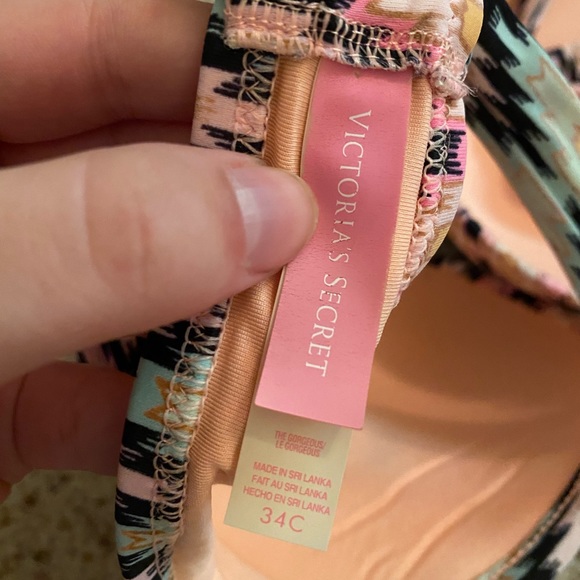 VICTORIA'S SECRET
THE GORGEOUS/
LE GORGEOUS
MADE IN SRI LANKA
FAIT AU SRI LANKA
HECHO EN SRI LANKA
34C